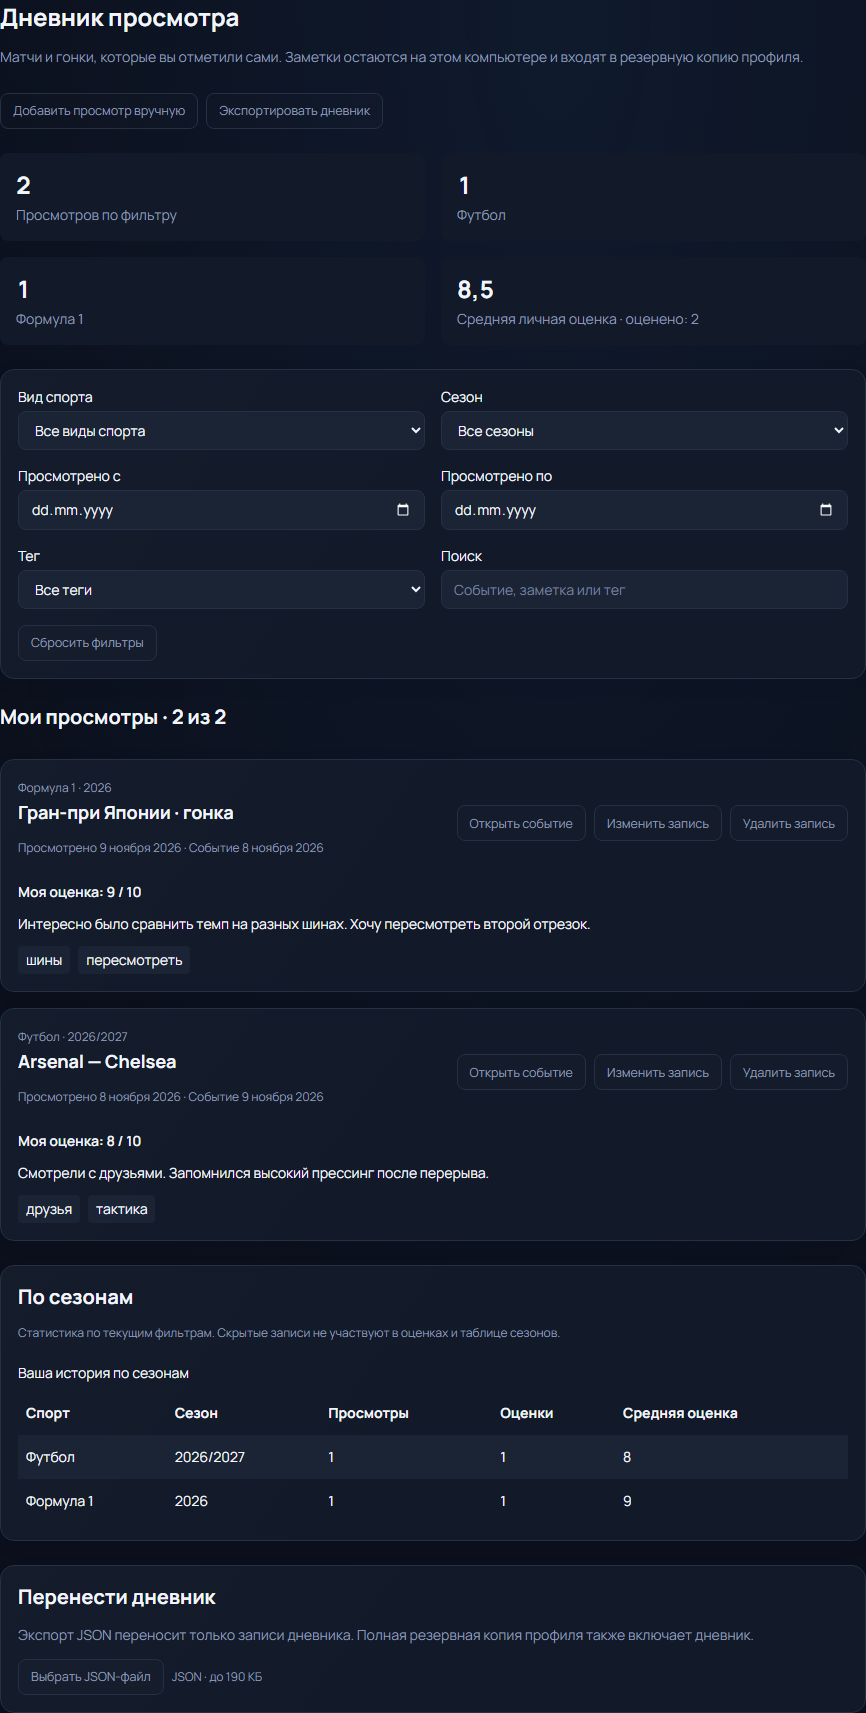 Дневник просмотра
Матчи и гонки, которые вы отметили сами. Заметки остаются на этом компьютере и входят в резервную копию профиля.
Добавить просмотр вручную
Экспортировать дневник
2
Просмотров по фильтру
1
Футбол
1
Формула 1
8,5
Средняя личная оценка · оценено: 2
Вид спорта
Все виды спорта
Сезон
Все сезоны
Просмотрено с
dd.mm.yyyy
Просмотрено по
dd.mm.yyyy
Тег
Все теги
Поиск
Событие, заметка или тег
Сбросить фильтры
Мои просмотры · 2 из 2
Формула 1 · 2026
Гран-при Японии · гонка
Просмотрено 9 ноября 2026 · Событие 8 ноября 2026
Открыть событие
Изменить запись
Удалить запись
Моя оценка: 9 / 10
Интересно было сравнить темп на разных шинах. Хочу пересмотреть второй отрезок.
шины пересмотреть
Футбол · 2026/2027
Arsenal — Chelsea
Просмотрено 8 ноября 2026 · Событие 9 ноября 2026
Открыть событие
Изменить запись
Удалить запись
Моя оценка: 8 / 10
Смотрели с друзьями. Запомнился высокий прессинг после перерыва.
друзья тактика
По сезонам
Статистика по текущим фильтрам. Скрытые записи не участвуют в оценках и таблице сезонов.
Ваша история по сезонам
Спорт Сезон Просмотры Оценки Средняя оценка
Футбол 2026/2027 1 1 8
Формула 1 2026 1 1 9
Перенести дневник
Экспорт JSON переносит только записи дневника. Полная резервная копия профиля также включает дневник.
Выбрать JSON-файл JSON · до 190 КБ